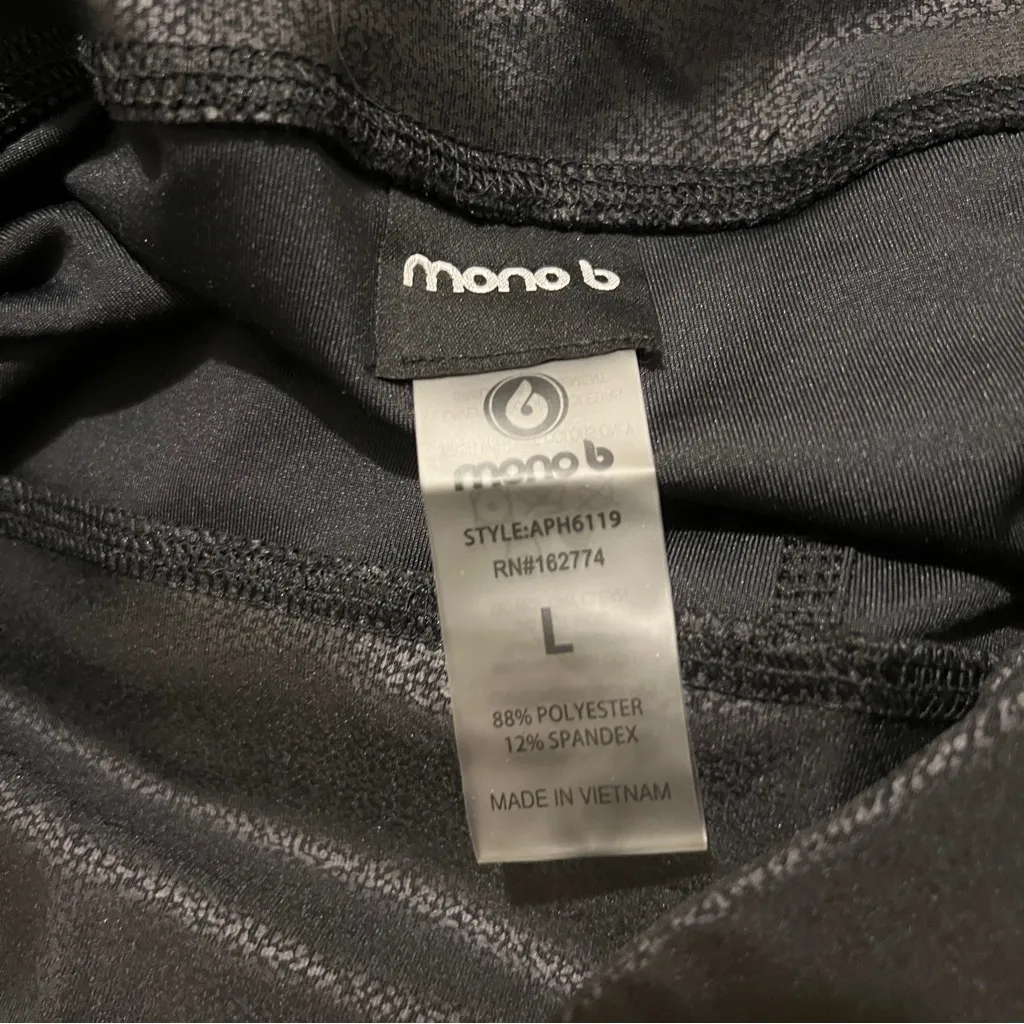 mono b
mono b
STYLE:APH6119
RN#162774
L
88% POLYESTER
12% SPANDEX
MADE IN VIETNAM